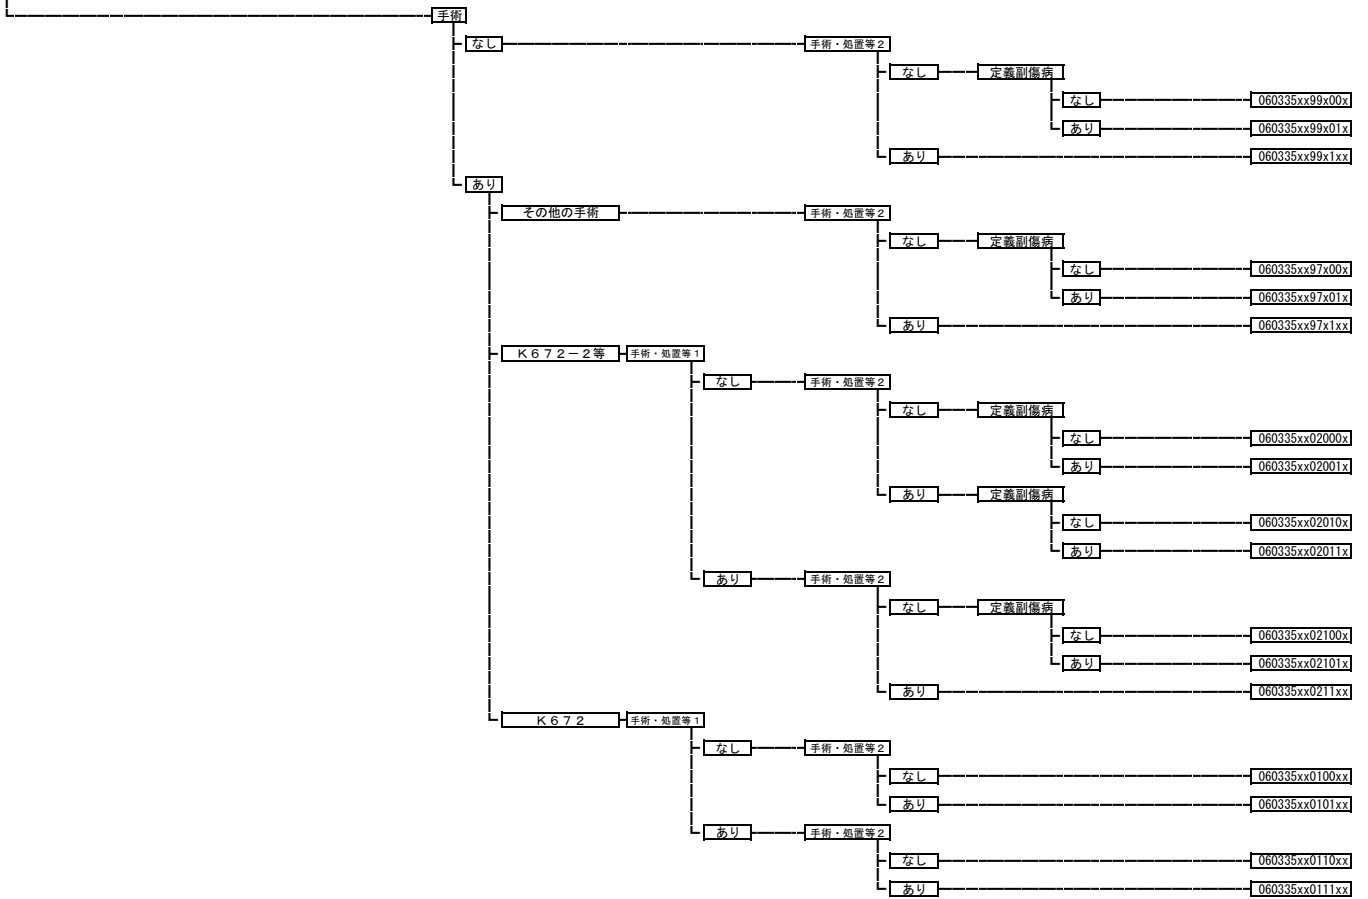 手術
なし 手術・処置等2
なし 定義副傷病
なし 060335xx99x00x
あり 060335xx99x01x
あり 060335xx99x1xx
あり
その他の手術 手術・処置等2
なし 定義副傷病
なし 060335xx97x00x
あり 060335xx97x01x
あり 060335xx97x1xx
K672-2等 手術・処置等1
なし 手術・処置等2
なし 定義副傷病
なし 060335xx02000x
あり 060335xx02001x
あり 定義副傷病
なし 060335xx02010x
あり 060335xx02011x
あり 手術・処置等2
なし 定義副傷病
なし 060335xx02100x
あり 060335xx02101x
あり 060335xx0211xx
K672 手術・処置等1
なし 手術・処置等2
なし 060335xx0100xx
あり 060335xx0101xx
あり 手術・処置等2
なし 060335xx0110xx
あり 060335xx0111xx